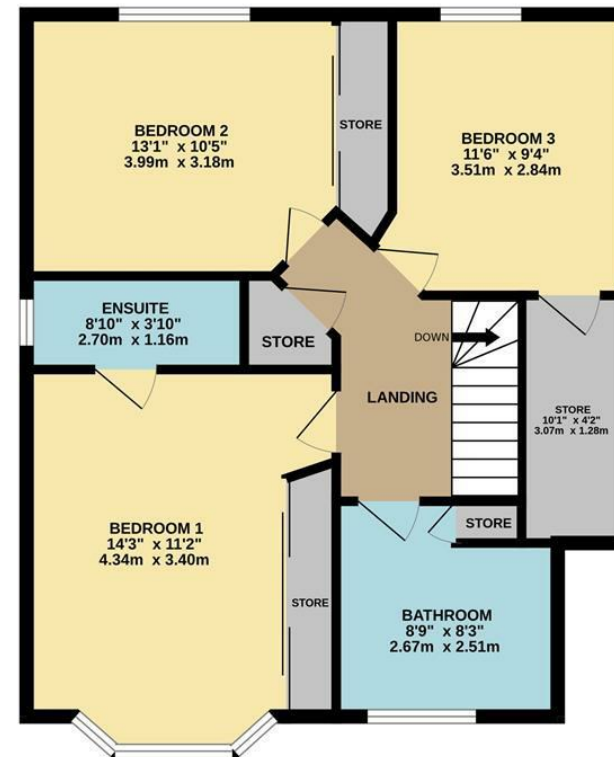 BEDROOM 2
13'1" x 10'5"
3.99m x 3.18m
STORE
BEDROOM 3
11'6" x 9'4"
3.51m x 2.84m
ENSUITE
8'10" x 3'10"
2.70m x 1.16m
STORE
DOWN
LANDING
STORE
10'1" x 4'2"
3.07m x 1.28m
BEDROOM 1
14'3" x 11'2"
4.34m x 3.40m
STORE
STORE
BATHROOM
8'9" x 8'3"
2.67m x 2.51m